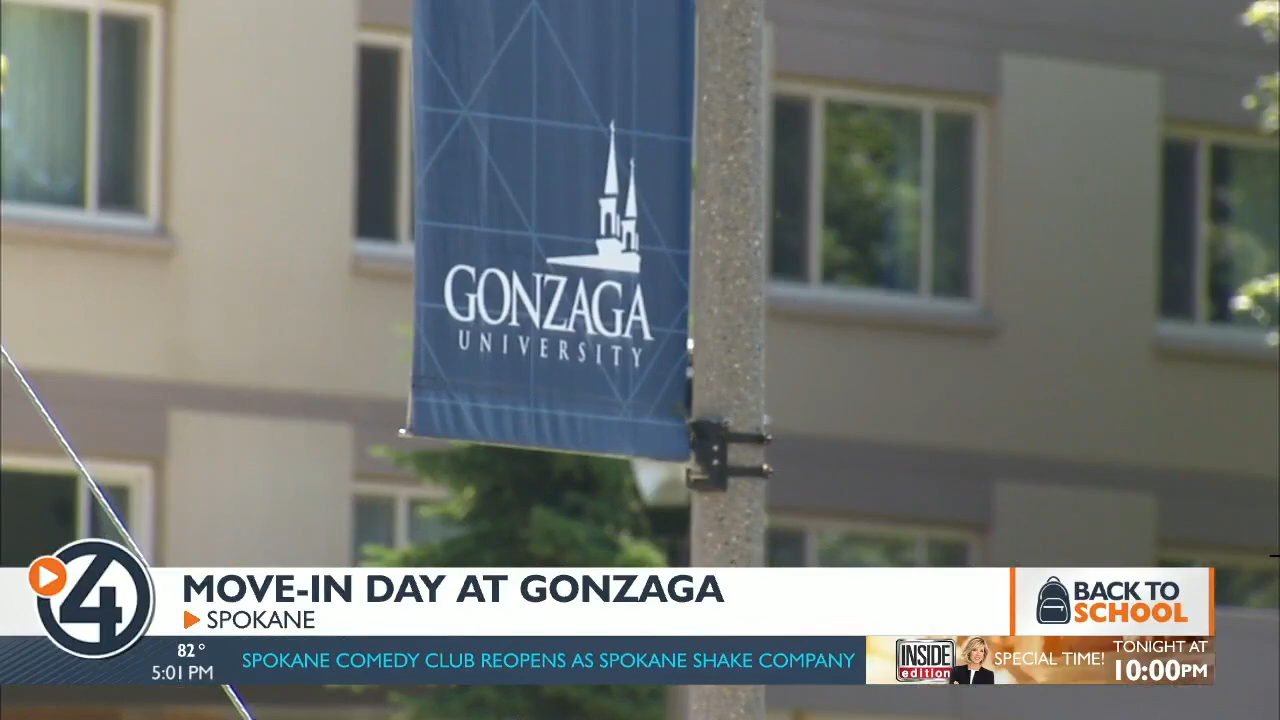 GONZAGA
UNIVERSITY
4
MOVE-IN DAY AT GONZAGA
SPOKANE
BACK TO
SCHOOL
82°
5:01 PM
SPOKANE COMEDY CLUB REOPENS AS SPOKANE SHAKE COMPANY
INSIDE
edition
SPECIAL TIME!
TONIGHT AT
10:00PM